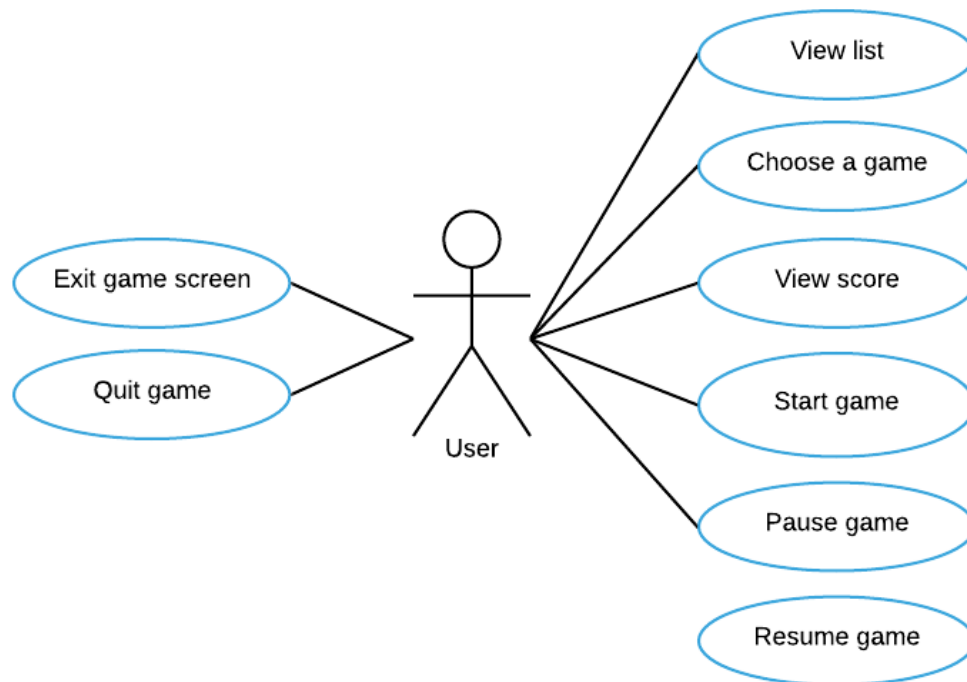 View list
Choose a game
Exit game screen
View score
Quit game
Start game
User
Pause game
Resume game